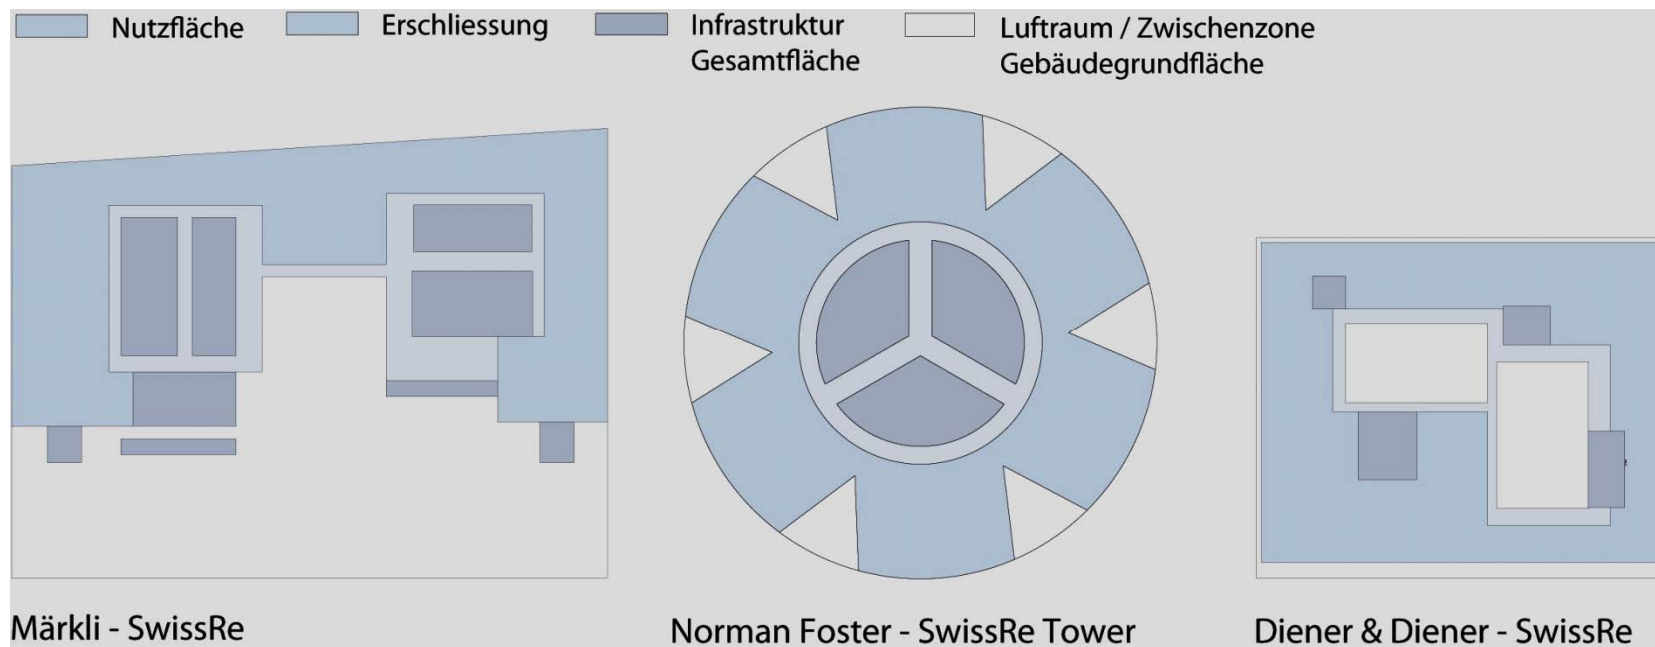 Nutzfläche
Erschliessung
Infrastruktur
Gesamtfläche
Luftraum / Zwischenzone
Gebäudegrundfläche
Märkli - SwissRe
Norman Foster - SwissRe Tower
Diener & Diener - SwissRe